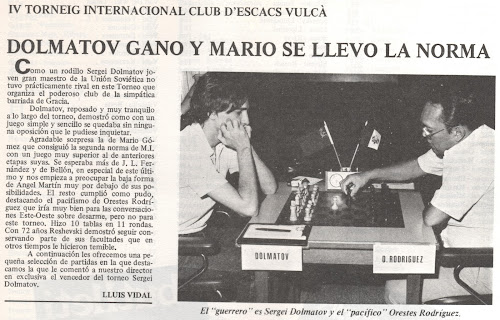 IV TORNEIG INTERNACIONAL CLUB D'ESCACS VULCÀ
DOLMATOV GANO Y MARIO SE LLEVO LA NORMA
Como un rodillo Sergei Dolmatov jo-
ven gran maestro de la Unión Soviética no
tuvo prácticamente rival en este Torneo que
organiza el poderoso club de la simpática
barriada de Gracia.
Dolmatov, reposado y muy tranquilo
a lo largo del torneo, demostró como con un
juego simple y sencillo se quedaba sin ningu-
na oposición que le pudiese inquietar.
Agradable sorpresa la de Mario Gó-
mez que consiguió la segunda norma de M.I.
con un juego muy superior al de anteriores
etapas suyas. Se esperaba más de J. L. Fer-
nández y de Bellón, en especial de este últi-
mo y nos empieza a preocupar la baja forma
de Angel Martín muy por debajo de sus po-
sibilidades. El resto cumplió como pudo,
destacando el pacifismo de Orestes Rodrí-
guez que iría muy bien para las conversacio-
nes Este-Oeste sobre desarme, pero no para
este torneo. Hizo 10 tablas en 11 rondas.
Con 72 años Reshevski demostró seguir con-
servando parte de sus facultades que en
otros tiempos le hicieron temible.
A continuación les ofrecemos una pe-
queña selección de partidas en la que desta-
camos la que le comentó a nuestro director
en exclusiva el vencedor del torneo Sergei
Dolmatov.
LLUIS VIDAL
DOLMATOV
O. RODRIGUEZ
El "guerrero" es Sergei Dolmatov y el "pacífico" Orestes Rodríguez.